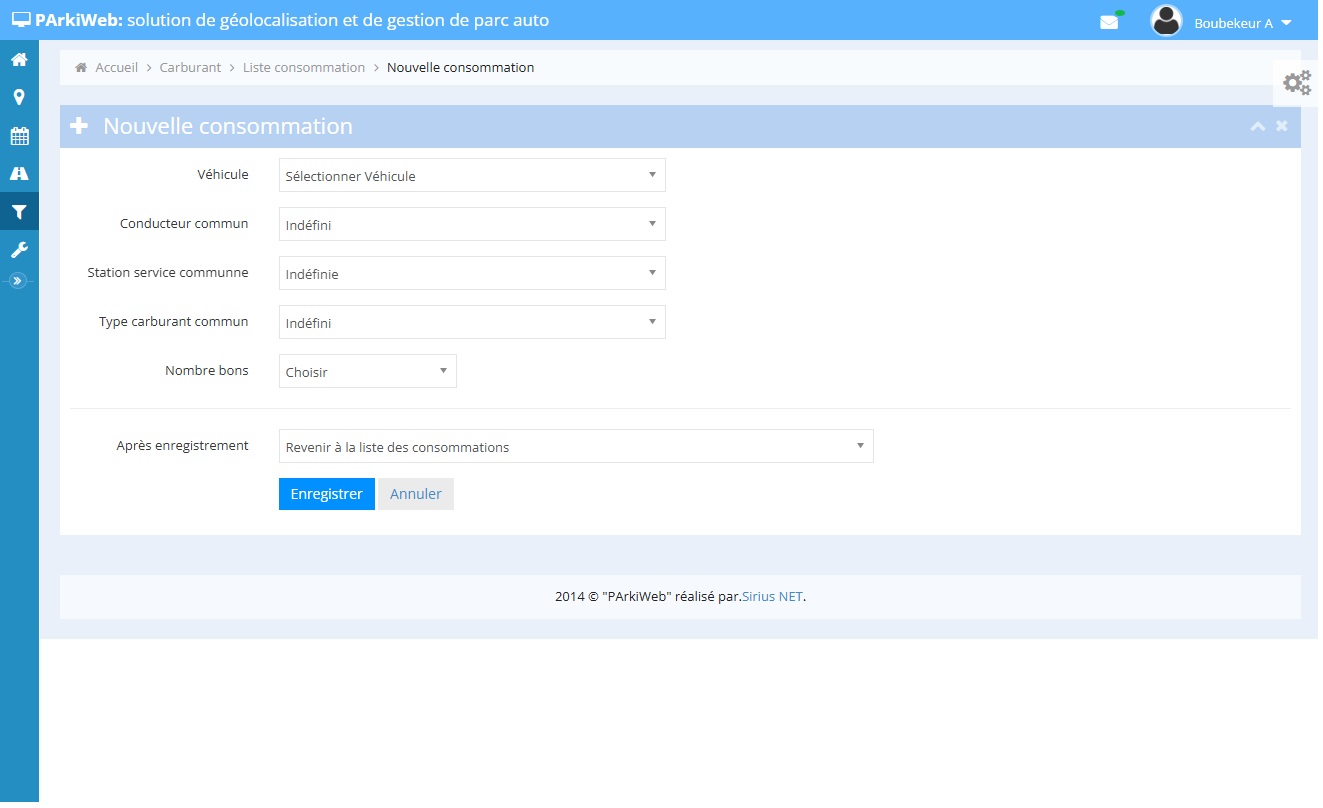 PArkiWeb: solution de géolocalisation et de gestion de parc auto
Boubekeur A
Accueil > Carburant > Liste consommation > Nouvelle consommation
Nouvelle consommation
Véhicule
Sélectionner Véhicule
Conducteur commun
Indéfini
Station service communne
Indéfinie
Type carburant commun
Indéfini
Nombre bons
Choisir
Après enregistrement
Revenir à la liste des consommations
Enregistrer
Annuler
2014 © "PArkiWeb" réalisé par.Sirius NET.